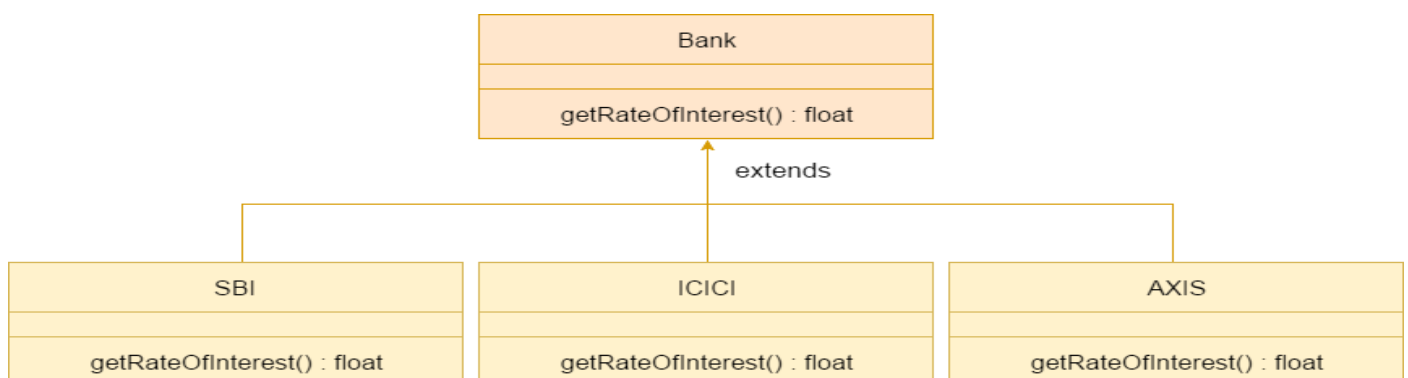 Bank
getRateOfInterest() : float
extends
SBI
ICICI
AXIS
getRateOfInterest() : float
getRateOfInterest() : float
getRateOfInterest() : float